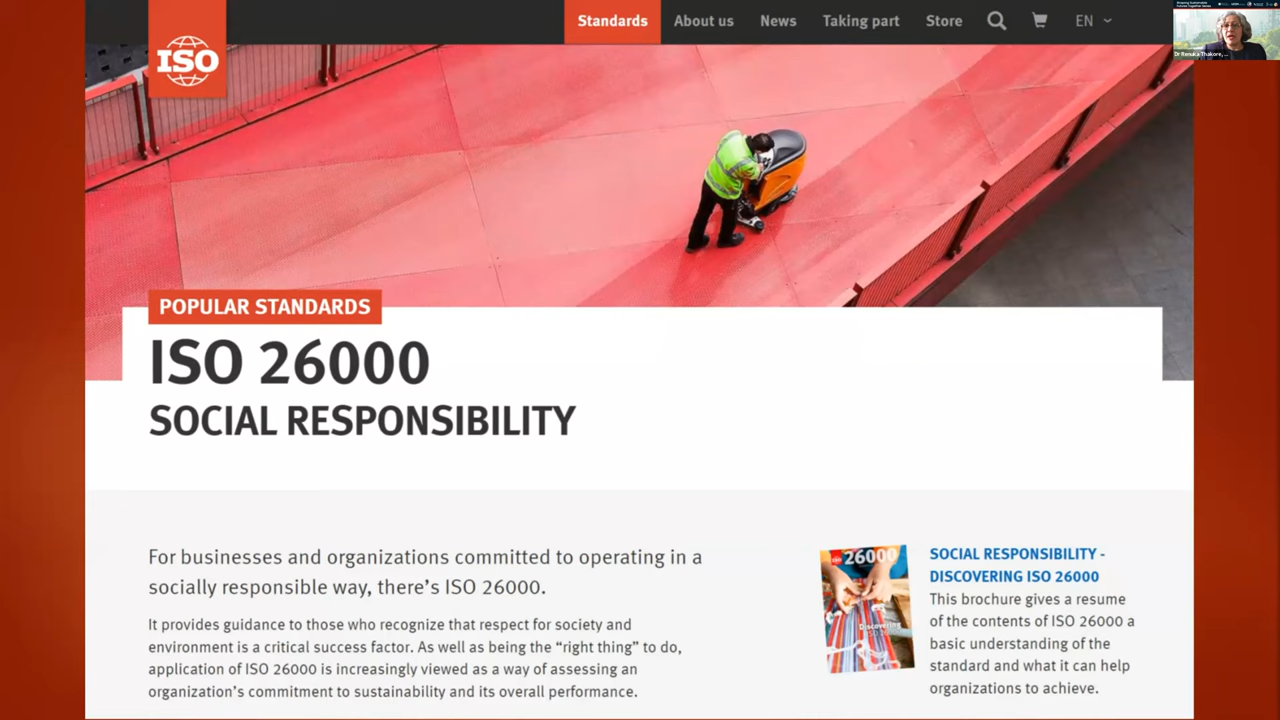 Standards
About us
News
Taking part
Store
EN
ISO
Dr Renuka Thakore, ...
POPULAR STANDARDS
ISO 26000
SOCIAL RESPONSIBILITY
For businesses and organizations committed to operating in a
socially responsible way, there's ISO 26000.
It provides guidance to those who recognize that respect for society and
environment is a critical success factor. As well as being the “right thing” to do,
application of ISO 26000 is increasingly viewed as a way of assessing an
organization's commitment to sustainability and its overall performance.
26000
Discovering
SOCIAL RESPONSIBILITY -
DISCOVERING ISO 26000
This brochure gives a resume
of the contents of ISO 26000 a
basic understanding of the
standard and what it can help
organizations to achieve.